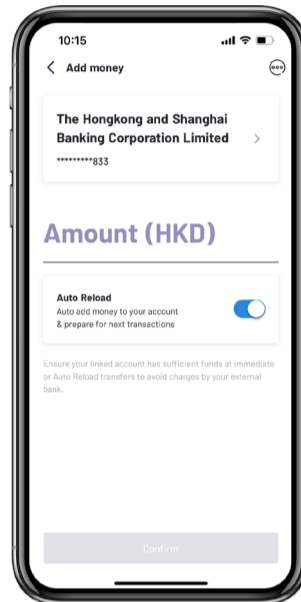 10:15
Add money
The Hongkong and Shanghai
Banking Corporation Limited
*********833
Amount (HKD)
Auto Reload
Auto add money to your account
& prepare for next transactions
Ensure your linked account has sufficient funds at immediate
or Auto Reload transfers to avoid charges by your external
bank.
Confirm